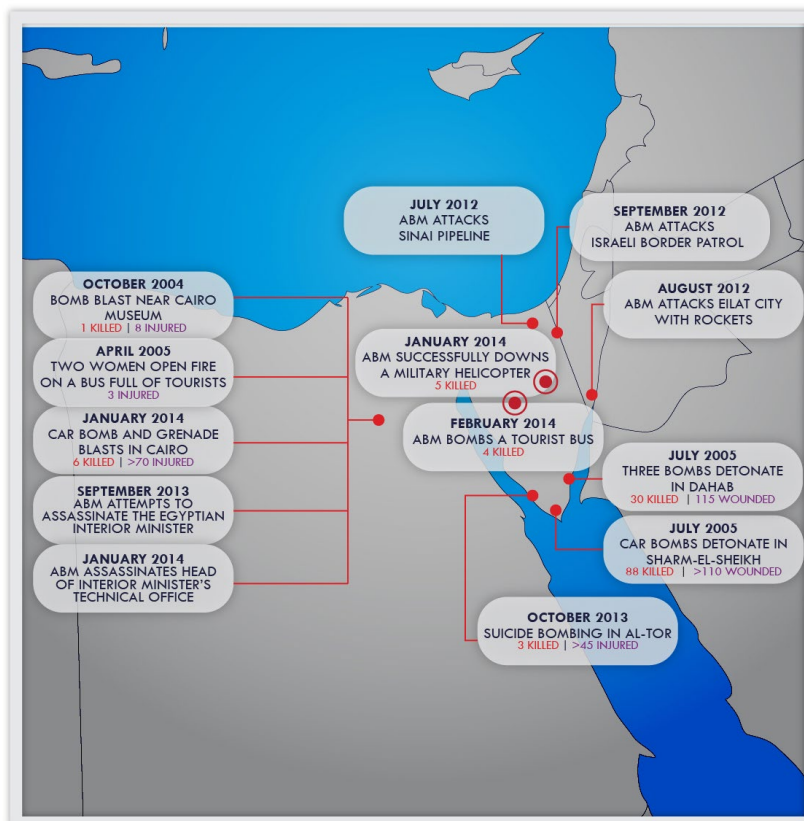 JULY 2012
ABM ATTACKS
SINAI PIPELINE
SEPTEMBER 2012
ABM ATTACKS
ISRAELI BORDER PATROL
OCTOBER 2004
BOMB BLAST NEAR CAIRO
MUSEUM
1 KILLED | 8 INJURED
AUGUST 2012
ABM ATTACKS EILAT CITY
WITH ROCKETS
APRIL 2005
TWO WOMEN OPEN FIRE
ON A BUS FULL OF TOURISTS
3 INJURED
JANUARY 2014
ABM SUCCESSFULLY DOWNS
A MILITARY HELICOPTER
5 KILLED
JANUARY 2014
CAR BOMB AND GRENADE
BLASTS IN CAIRO
6 KILLED | >70 INJURED
FEBRUARY 2014
ABM BOMBS A TOURIST BUS
4 KILLED
JULY 2005
THREE BOMBS DETONATE
IN DAHAB
30 KILLED | 115 WOUNDED
SEPTEMBER 2013
ABM ATTEMPTS TO
ASSASSINATE THE EGYPTIAN
INTERIOR MINISTER
JULY 2005
CAR BOMBS DETONATE IN
SHARM-EL-SHEIKH
88 KILLED | >110 WOUNDED
JANUARY 2014
ABM ASSASSINATES HEAD
OF INTERIOR MINISTER'S
TECHNICAL OFFICE
OCTOBER 2013
SUICIDE BOMBING IN AL-TOR
3 KILLED | >45 INJURED